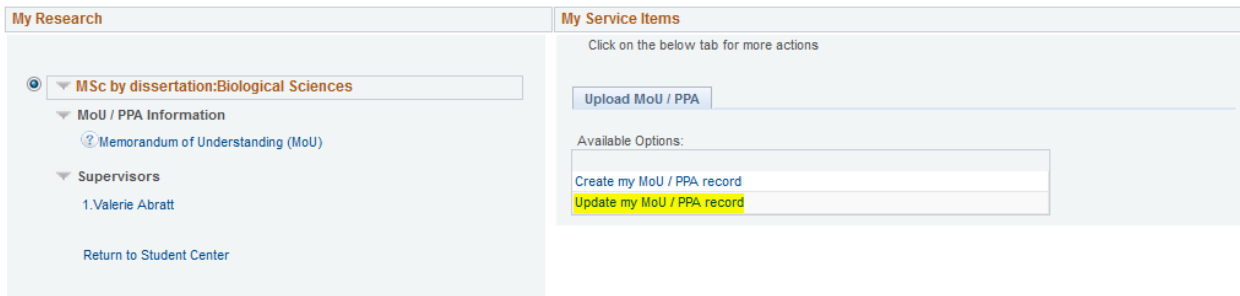 My Research
MSc by dissertation:Biological Sciences
MoU / PPA Information
?Memorandum of Understanding (MoU)
Supervisors
1.Valerie Abratt
Return to Student Center
My Service Items
Click on the below tab for more actions
Upload MoU / PPA
Available Options:
Create my MoU / PPA record
Update my MoU / PPA record